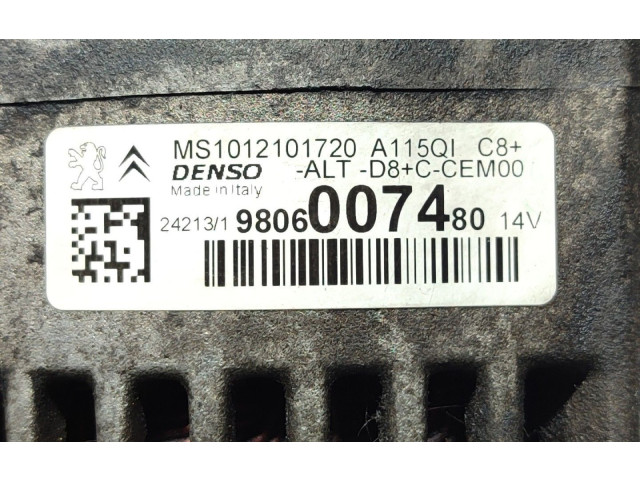 MS1012101720 A115QI C8+
DENSO -ALT -D8+C-CEM00
Made in Italy
24213/1 9806007480 14V